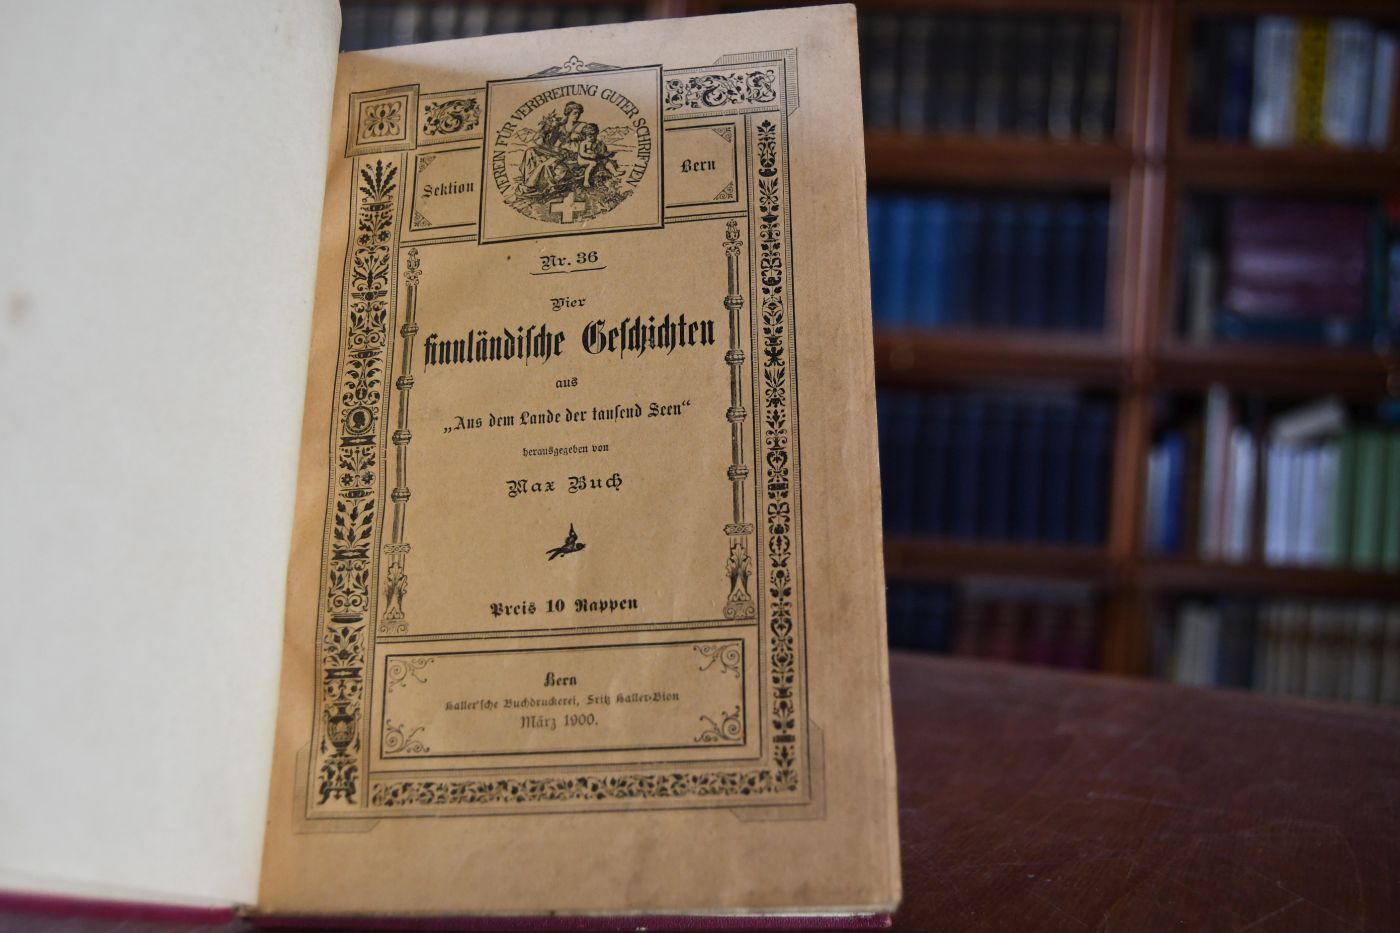 VEREIN FÜR VERBREITUNG GUTER SCHRIFTEN
Sektion
Bern
Nr. 36
Vier
finnländische Geschichten
aus
„Aus dem Lande der tausend Seen“
herausgegeben von
Max Buch
Preis 10 Rappen
Bern
Haller'sche Buchdruckerei, Fritz Haller-Bion
März 1900.